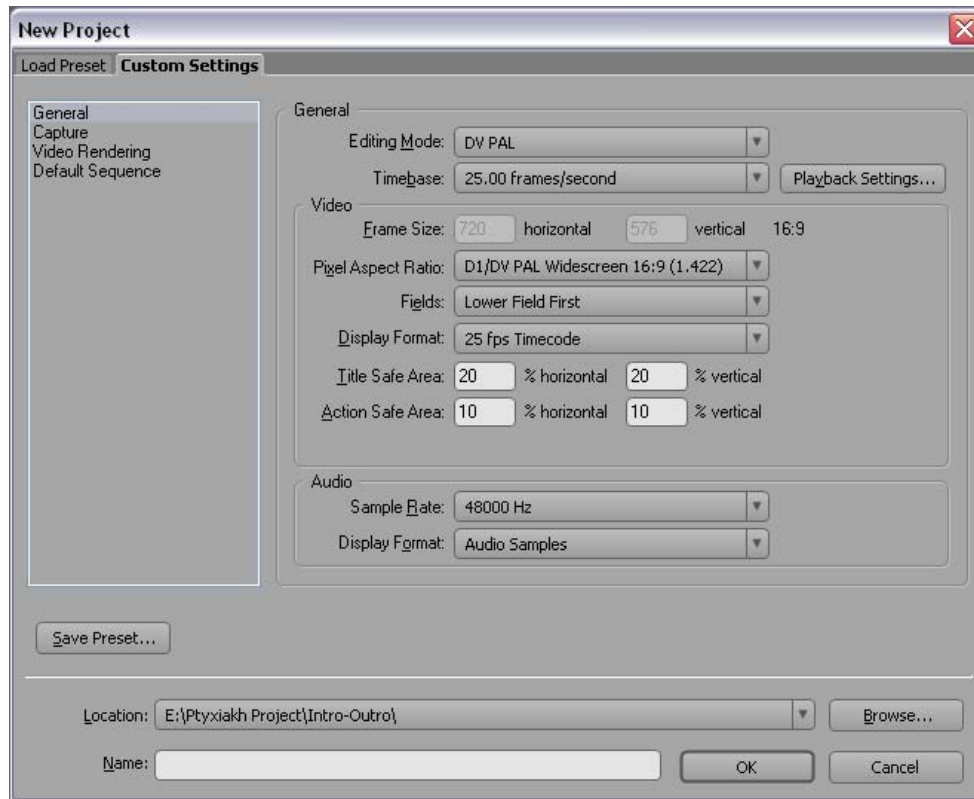 New Project
Load Preset Custom Settings
General
Capture
Video Rendering
Default Sequence
General
Editing Mode: DV PAL
Timebase: 25.00 frames/second Playback Settings...
Video
Frame Size: 720 horizontal 576 vertical 16:9
Pixel Aspect Ratio: D1/DV PAL Widescreen 16:9 (1.422)
Fields: Lower Field First
Display Format: 25 fps Timecode
Title Safe Area: 20 % horizontal 20 % vertical
Action Safe Area: 10 % horizontal 10 % vertical
Audio
Sample Rate: 48000 Hz
Display Format: Audio Samples
Save Preset...
Location: E:\Ptyxiakh Project\Intro-Outro\ Browse...
Name: OK Cancel